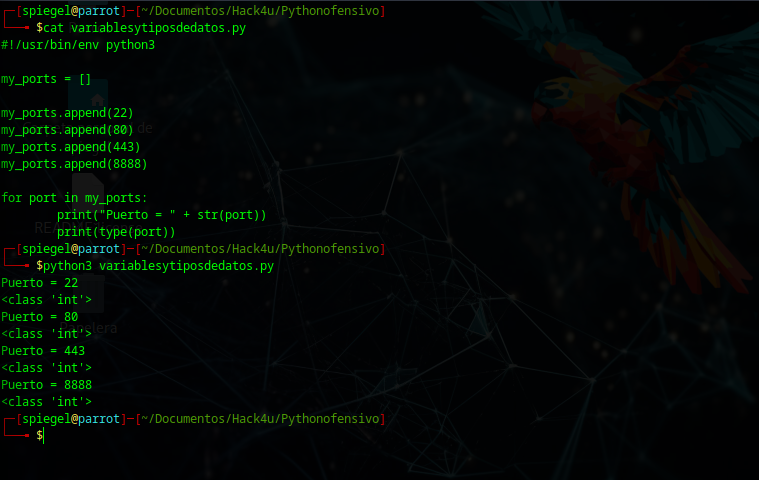 ┌─[spiegel@parrot]─[~/Documentos/Hack4u/Pythonofensivo]
└──╼ $cat variablesytiposdedatos.py
#!/usr/bin/env python3
my_ports = []
my_ports.append(22)
my_ports.append(80)
my_ports.append(443)
my_ports.append(8888)
for port in my_ports:
        print("Puerto = " + str(port))
        print(type(port))
┌─[spiegel@parrot]─[~/Documentos/Hack4u/Pythonofensivo]
└──╼ $python3 variablesytiposdedatos.py
Puerto = 22
<class 'int'>
Puerto = 80
<class 'int'>
Puerto = 443
<class 'int'>
Puerto = 8888
<class 'int'>
┌─[spiegel@parrot]─[~/Documentos/Hack4u/Pythonofensivo]
└──╼ $